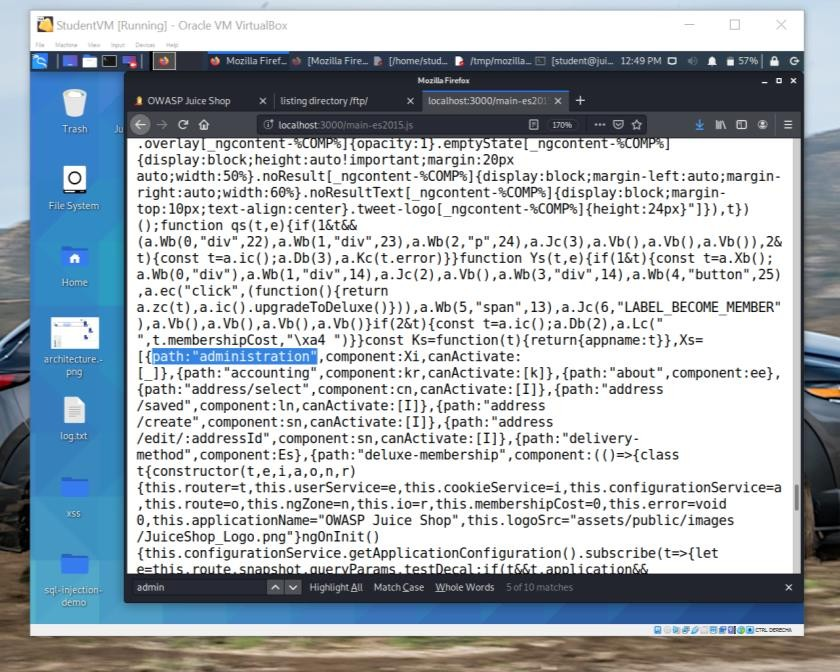 StudentVM [Running] - Oracle VM VirtualBox
File Machine View Input Devices Help
Mozilla Firef... [Mozilla Fire... [/home/stud... /tmp/mozilla... [student@jui... 12:49 PM 57%
Mozilla Firefox
OWASP Juice Shop listing directory /ftp/ localhost:3000/main-es201
localhost:3000/main-es2015.js 170%
Trash
Ju
File System
Home
architecture.-
png
log.txt
xss
sql-injection-
demo
.overlay[_ngcontent-%COMP%]{opacity:1}.emptyState[_ngcontent-%COMP%]
{display:block;height:auto!important;margin:20px
auto;width:50%}.noResult[_ngcontent-%COMP%]{display:block;margin-left:auto;margin-
right:auto;width:60%}.noResultText[_ngcontent-%COMP%]{display:block;margin-
top:10px;text-align:center}.tweet-logo[_ngcontent-%COMP%]{height:24px}"]}),t})
();function qs(t,e){if(1&t&&
(a.Wb(0,"div",22),a.Wb(1,"div",23),a.Wb(2,"p",24),a.Jc(3),a.Vb(),a.Vb(),a.Vb()),2&
t){const t=a.ic();a.Db(3),a.Kc(t.error)}}function Ys(t,e){if(1&t){const t=a.Xb();
a.Wb(0,"div"),a.Wb(1,"div",14),a.Jc(2),a.Vb(),a.Wb(3,"div",14),a.Wb(4,"button",25)
,a.ec("click",(function(){return
a.zc(t),a.ic().upgradeToDeluxe()})),a.Wb(5,"span",13),a.Jc(6,"LABEL_BECOME_MEMBER"
),a.Vb(),a.Vb(),a.Vb(),a.Vb()}if(2&t){const t=a.ic();a.Db(2),a.Lc("
",t.membershipCost,"\xa4 ")}}const Ks=function(t){return{appname:t}},Xs=
[{path:"administration",component:Xi,canActivate:
[_]},{path:"accounting",component:kr,canActivate:[k]},{path:"about",component:ee},
{path:"address/select",component:cn,canActivate:[I]},{path:"address
/saved",component:ln,canActivate:[I]},{path:"address
/create",component:sn,canActivate:[I]},{path:"address
/edit/:addressId",component:sn,canActivate:[I]},{path:"delivery-
method",component:Es},{path:"deluxe-membership",component:(()=>{class
t{constructor(t,e,i,a,o,n,r)
{this.router=t,this.userService=e,this.cookieService=i,this.configurationService=a
,this.route=o,this.ngZone=n,this.io=r,this.membershipCost=0,this.error=void
0,this.applicationName="OWASP Juice Shop",this.logoSrc="assets/public/images
/JuiceShop_Logo.png"}ngOnInit()
{this.configurationService.getApplicationConfiguration().subscribe(t=>{let
e=this.route.snapshot.queryParams.testDecal;if(t&&t.application&&
admin Highlight All Match Case Whole Words 5 of 10 matches
CTRL DERECHA